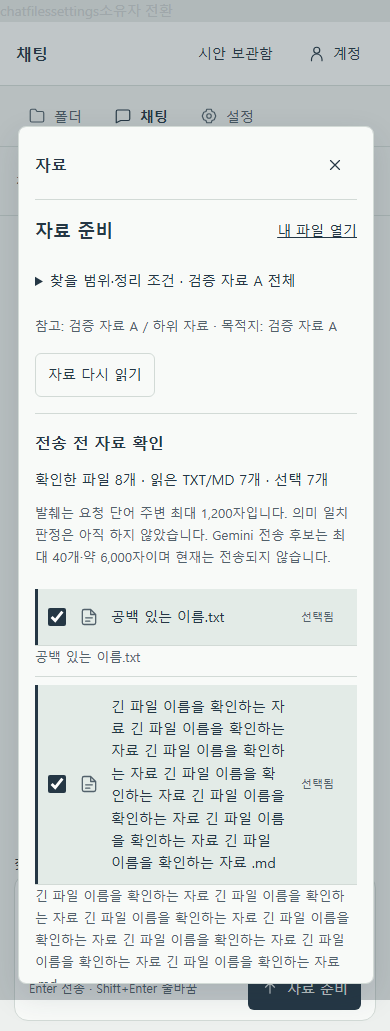 chatfilessettings소유자 전환
채팅
시안 보관함
계정
폴더
채팅
설정
자료
자료 준비
내 파일 열기
▶ 찾을 범위·정리 조건 · 검증 자료 A 전체
참고: 검증 자료 A / 하위 자료 · 목적지: 검증 자료 A
자료 다시 읽기
전송 전 자료 확인
확인한 파일 8개 · 읽은 TXT/MD 7개 · 선택 7개
발췌는 요청 단어 주변 최대 1,200자입니다. 의미 일치
판정은 아직 하지 않았습니다. Gemini 전송 후보는 최
대 40개·약 6,000자이며 현재는 전송되지 않습니다.
공백 있는 이름.txt
선택됨
공백 있는 이름.txt
긴 파일 이름을 확인하는 자
료 긴 파일 이름을 확인하는
자료 긴 파일 이름을 확인하
는 자료 긴 파일 이름을 확
인하는 자료 긴 파일 이름을
확인하는 자료 긴 파일 이름
을 확인하는 자료 긴 파일
이름을 확인하는 자료 .md
선택됨
긴 파일 이름을 확인하는 자료 긴 파일 이름을 확인하
는 자료 긴 파일 이름을 확인하는 자료 긴 파일 이름을
확인하는 자료 긴 파일 이름을 확인하는 자료 긴 파일
이름을 확인하는 자료 긴 파일 이름을 확인하는 자료
Enter 전송 · Shift+Enter 줄바꿈
자료 준비